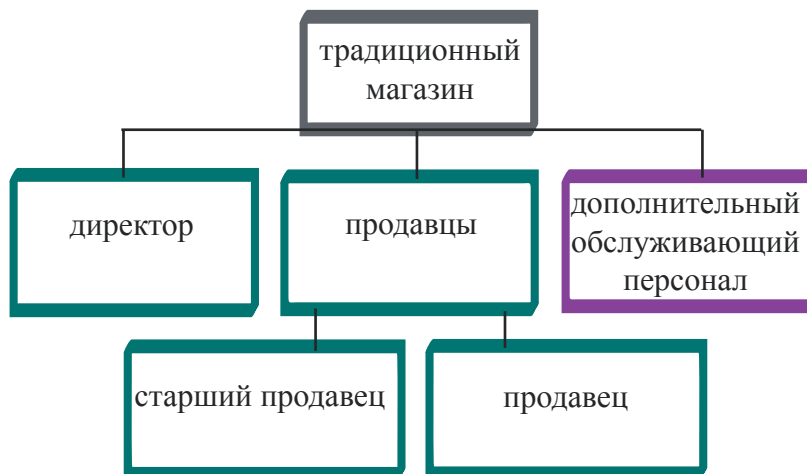 традиционный
магазин
директор
продавцы
дополнительный
обслуживающий
персонал
старший продавец
продавец